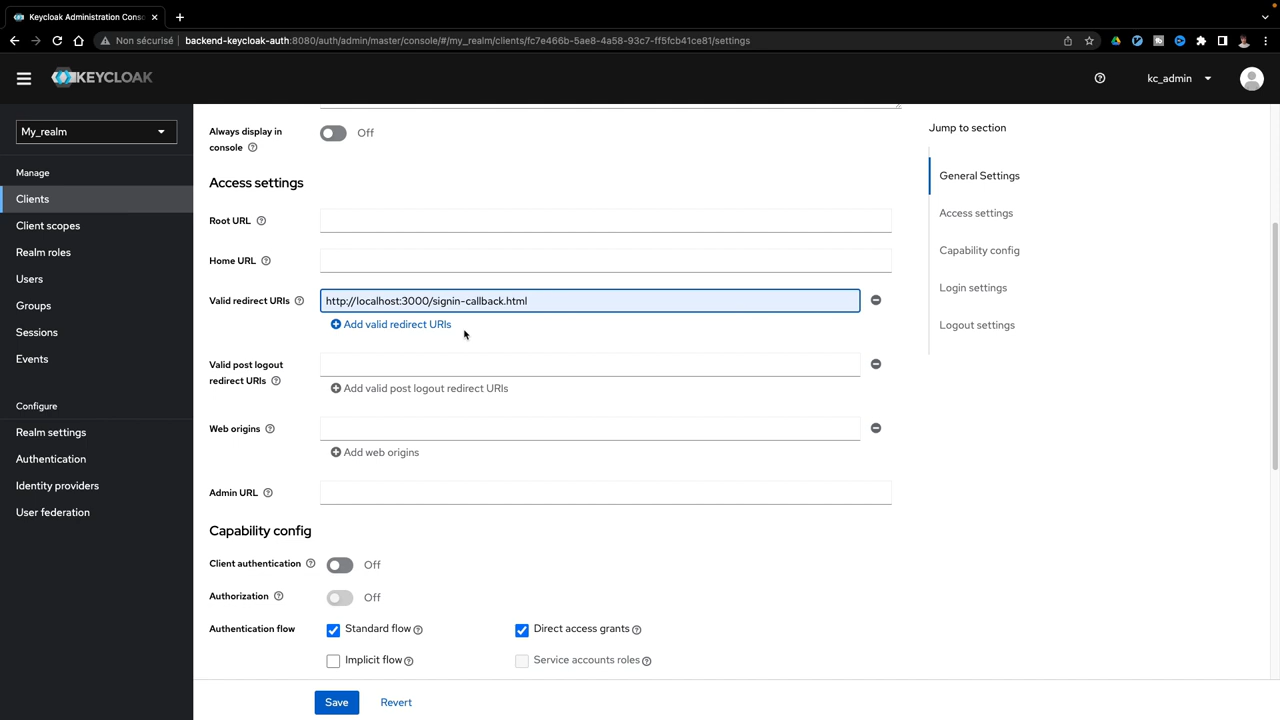 Keycloak Administration Conso
Non sécurisé
backend-keycloak-auth:8080/auth/admin/master/console/#/my_realm/clients/fc7e466b-5ae8-4a58-93c7-ff5fcb41ce81/settings
KEYCLOAK
kc_admin
My_realm
Manage
Clients
Client scopes
Realm roles
Users
Groups
Sessions
Events
Configure
Realm settings
Authentication
Identity providers
User federation
Always display in
console
Off
Access settings
Root URL
Home URL
Valid redirect URIs
http://localhost:3000/signin-callback.html
Add valid redirect URIs
Valid post logout
redirect URIs
Add valid post logout redirect URIs
Web origins
Add web origins
Admin URL
Capability config
Client authentication
Off
Authorization
Off
Authentication flow
Standard flow
Direct access grants
Implicit flow
Service accounts roles
Save
Revert
Jump to section
General Settings
Access settings
Capability config
Login settings
Logout settings